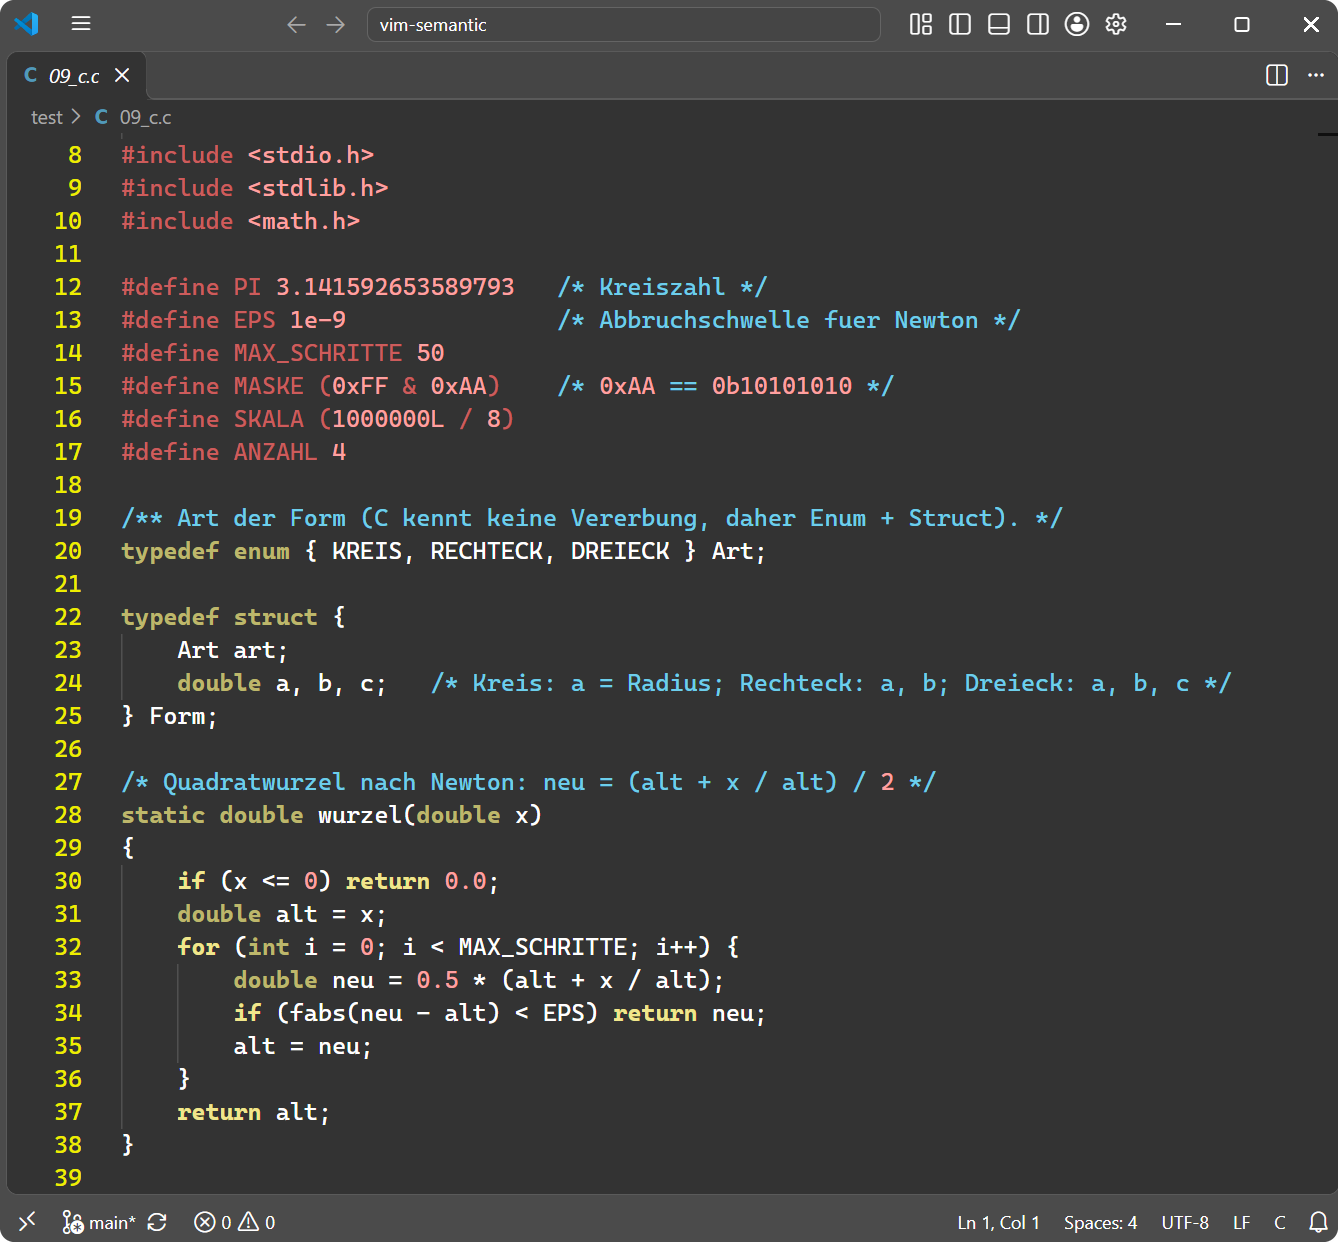 vim-semantic
C 09_c.c
test > C 09_c.c
8 #include <stdio.h>
9 #include <stdlib.h>
10 #include <math.h>
11
12 #define PI 3.141592653589793   /* Kreiszahl */
13 #define EPS 1e-9               /* Abbruchschwelle fuer Newton */
14 #define MAX_SCHRITTE 50
15 #define MASKE (0xFF & 0xAA)    /* 0xAA == 0b10101010 */
16 #define SKALA (1000000L / 8)
17 #define ANZAHL 4
18
19 /** Art der Form (C kennt keine Vererbung, daher Enum + Struct). */
20 typedef enum { KREIS, RECHTECK, DREIECK } Art;
21
22 typedef struct {
23     Art art;
24     double a, b, c;   /* Kreis: a = Radius; Rechteck: a, b; Dreieck: a, b, c */
25 } Form;
26
27 /* Quadratwurzel nach Newton: neu = (alt + x / alt) / 2 */
28 static double wurzel(double x)
29 {
30     if (x <= 0) return 0.0;
31     double alt = x;
32     for (int i = 0; i < MAX_SCHRITTE; i++) {
33         double neu = 0.5 * (alt + x / alt);
34         if (fabs(neu - alt) < EPS) return neu;
35         alt = neu;
36     }
37     return alt;
38 }
39
main* 0 0 Ln 1, Col 1 Spaces: 4 UTF-8 LF C